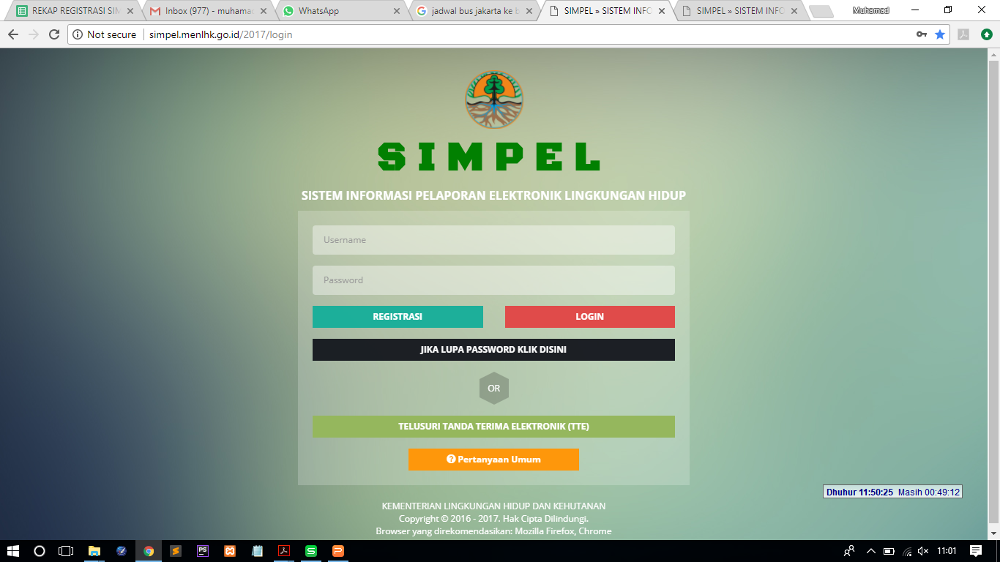 REKAP REGISTRASI SIM
Inbox (977) - muhamad
WhatsApp
jadwal bus jakarta ke b
SIMPEL » SISTEM INFO
SIMPEL » SISTEM INFO
Muhamad
Not secure
simpel.menlhk.go.id/2017/login
SIMPEL
SISTEM INFORMASI PELAPORAN ELEKTRONIK LINGKUNGAN HIDUP
Username
Password
REGISTRASI
LOGIN
JIKA LUPA PASSWORD KLIK DISINI
OR
TELUSURI TANDA TERIMA ELEKTRONIK (TTE)
Pertanyaan Umum
Dhuhur 11:50:25 Masih 00:49:12
KEMENTERIAN LINGKUNGAN HIDUP DAN KEHUTANAN
Copyright © 2016 - 2017. Hak Cipta Dilindungi.
Browser yang direkomendasikan: Mozilla Firefox, Chrome
PS
S
P
11:01